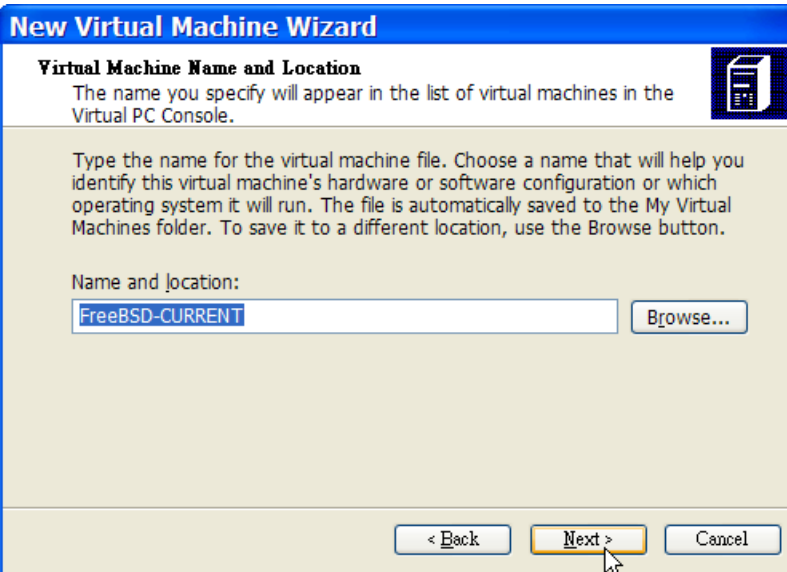 New Virtual Machine Wizard
Virtual Machine Name and Location
The name you specify will appear in the list of virtual machines in the
Virtual PC Console.
Type the name for the virtual machine file. Choose a name that will help you
identify this virtual machine's hardware or software configuration or which
operating system it will run. The file is automatically saved to the My Virtual
Machines folder. To save it to a different location, use the Browse button.
Name and location:
FreeBSD-CURRENT
Browse...
< Back
Next >
Cancel